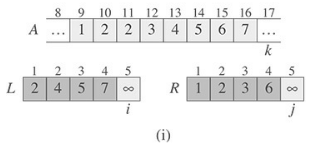 8 9 10 11 12 13 14 15 16 17
A ... 1 2 2 3 4 5 6 7 ...
k
1 2 3 4 5 1 2 3 4 5
L 2 4 5 7 ∞ R 1 2 3 6 ∞
i j
(i)